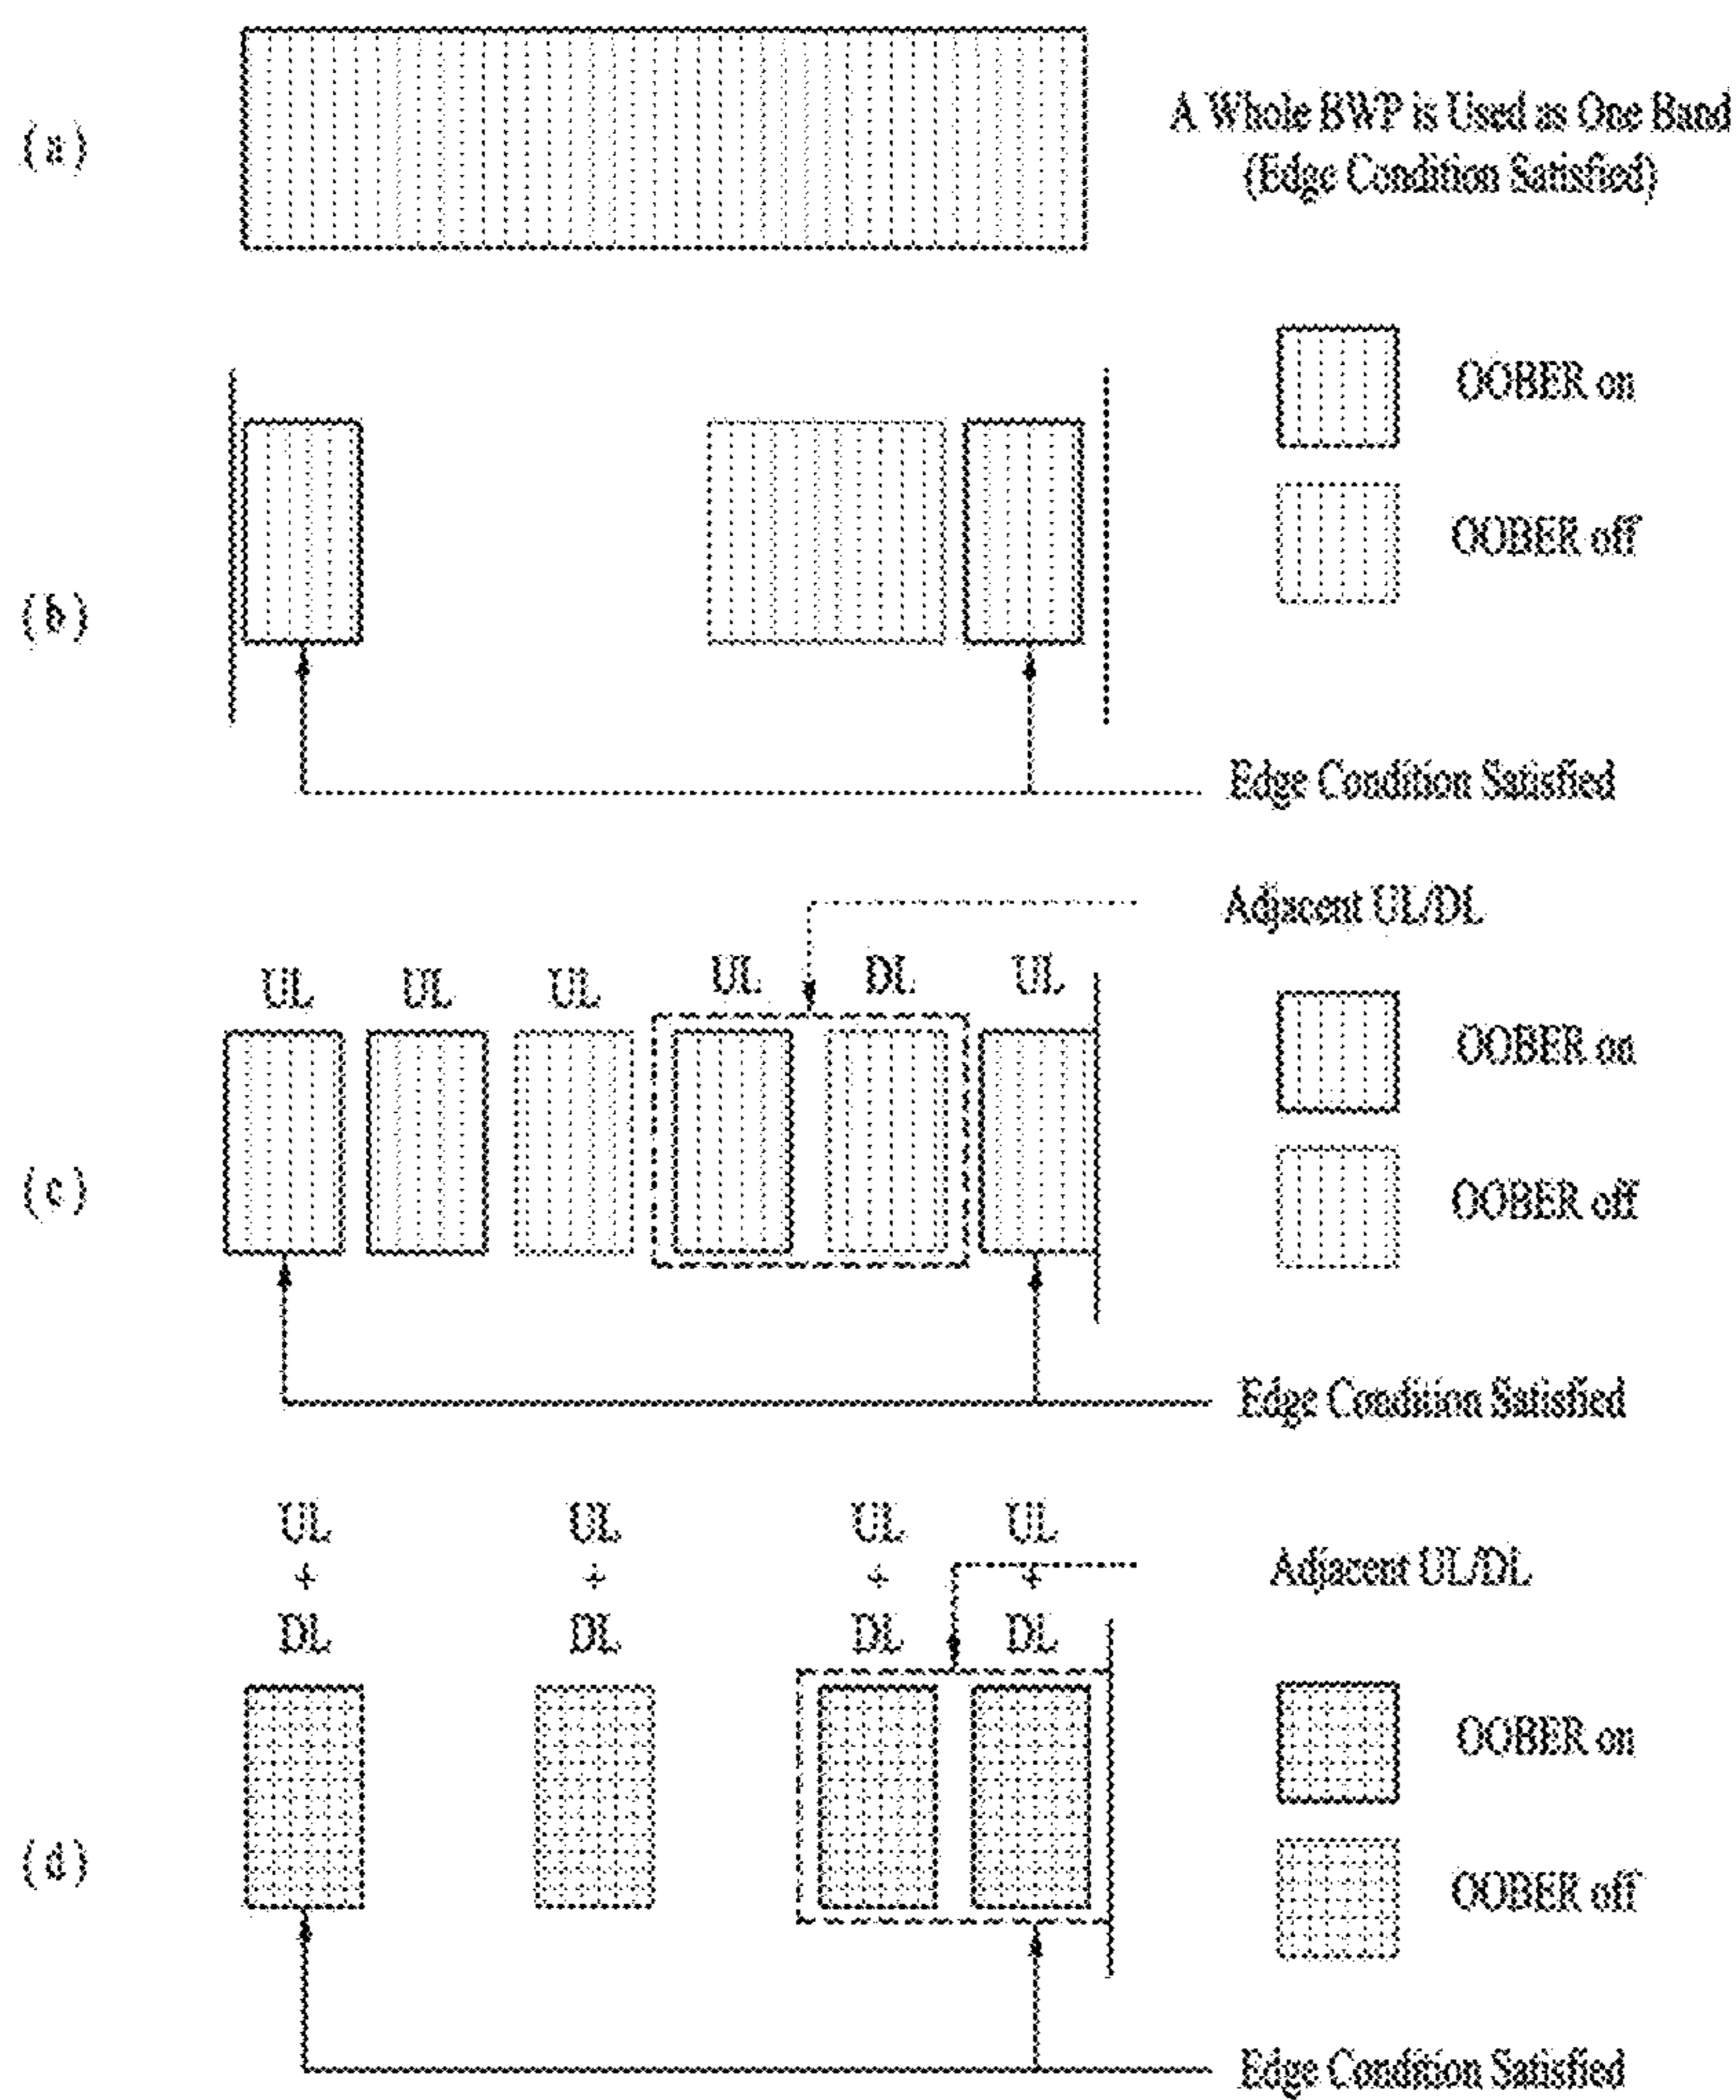 (a)
A Whole BWP is Used as One Band
(Edge Condition Satisfied)
OOBER on
OOBER off
(b)
Edge Condition Satisfied
Adjacent UL/DL
UL UL UL UL DL UL
OOBER on
(c)
OOBER off
Edge Condition Satisfied
UL UL UL UL
+ + + +
Adjacent UL/DL
DL DL DL DL
OOBER on
(d)
OOBER off
Edge Condition Satisfied